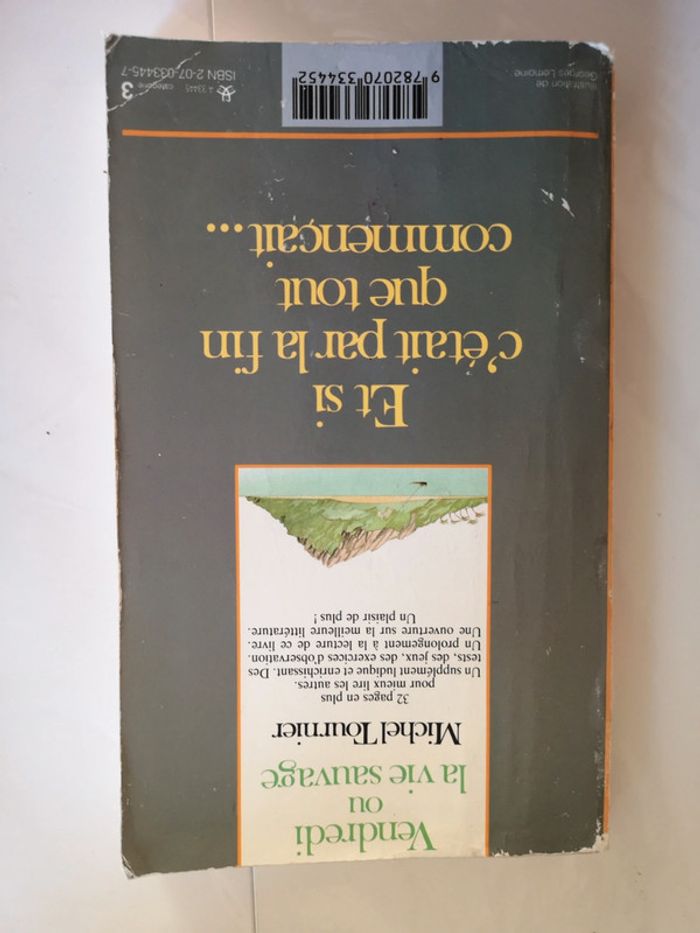 Vendredi
ou
la vie sauvage
Michel Tournier
32 pages en plus
pour mieux lire les autres.
Un supplément ludique et enrichissant. Des
tests, des jeux, des exercices d'observation.
Un prolongement à la lecture de ce livre.
Une ouverture sur la meilleure littérature.
Un plaisir de plus !
Et si
c'était par la fin
que tout
commençait...
Illustration de
Georges Lemoine
9 782070 334452
A 33445 catégorie 3
ISBN 2-07-033445-7